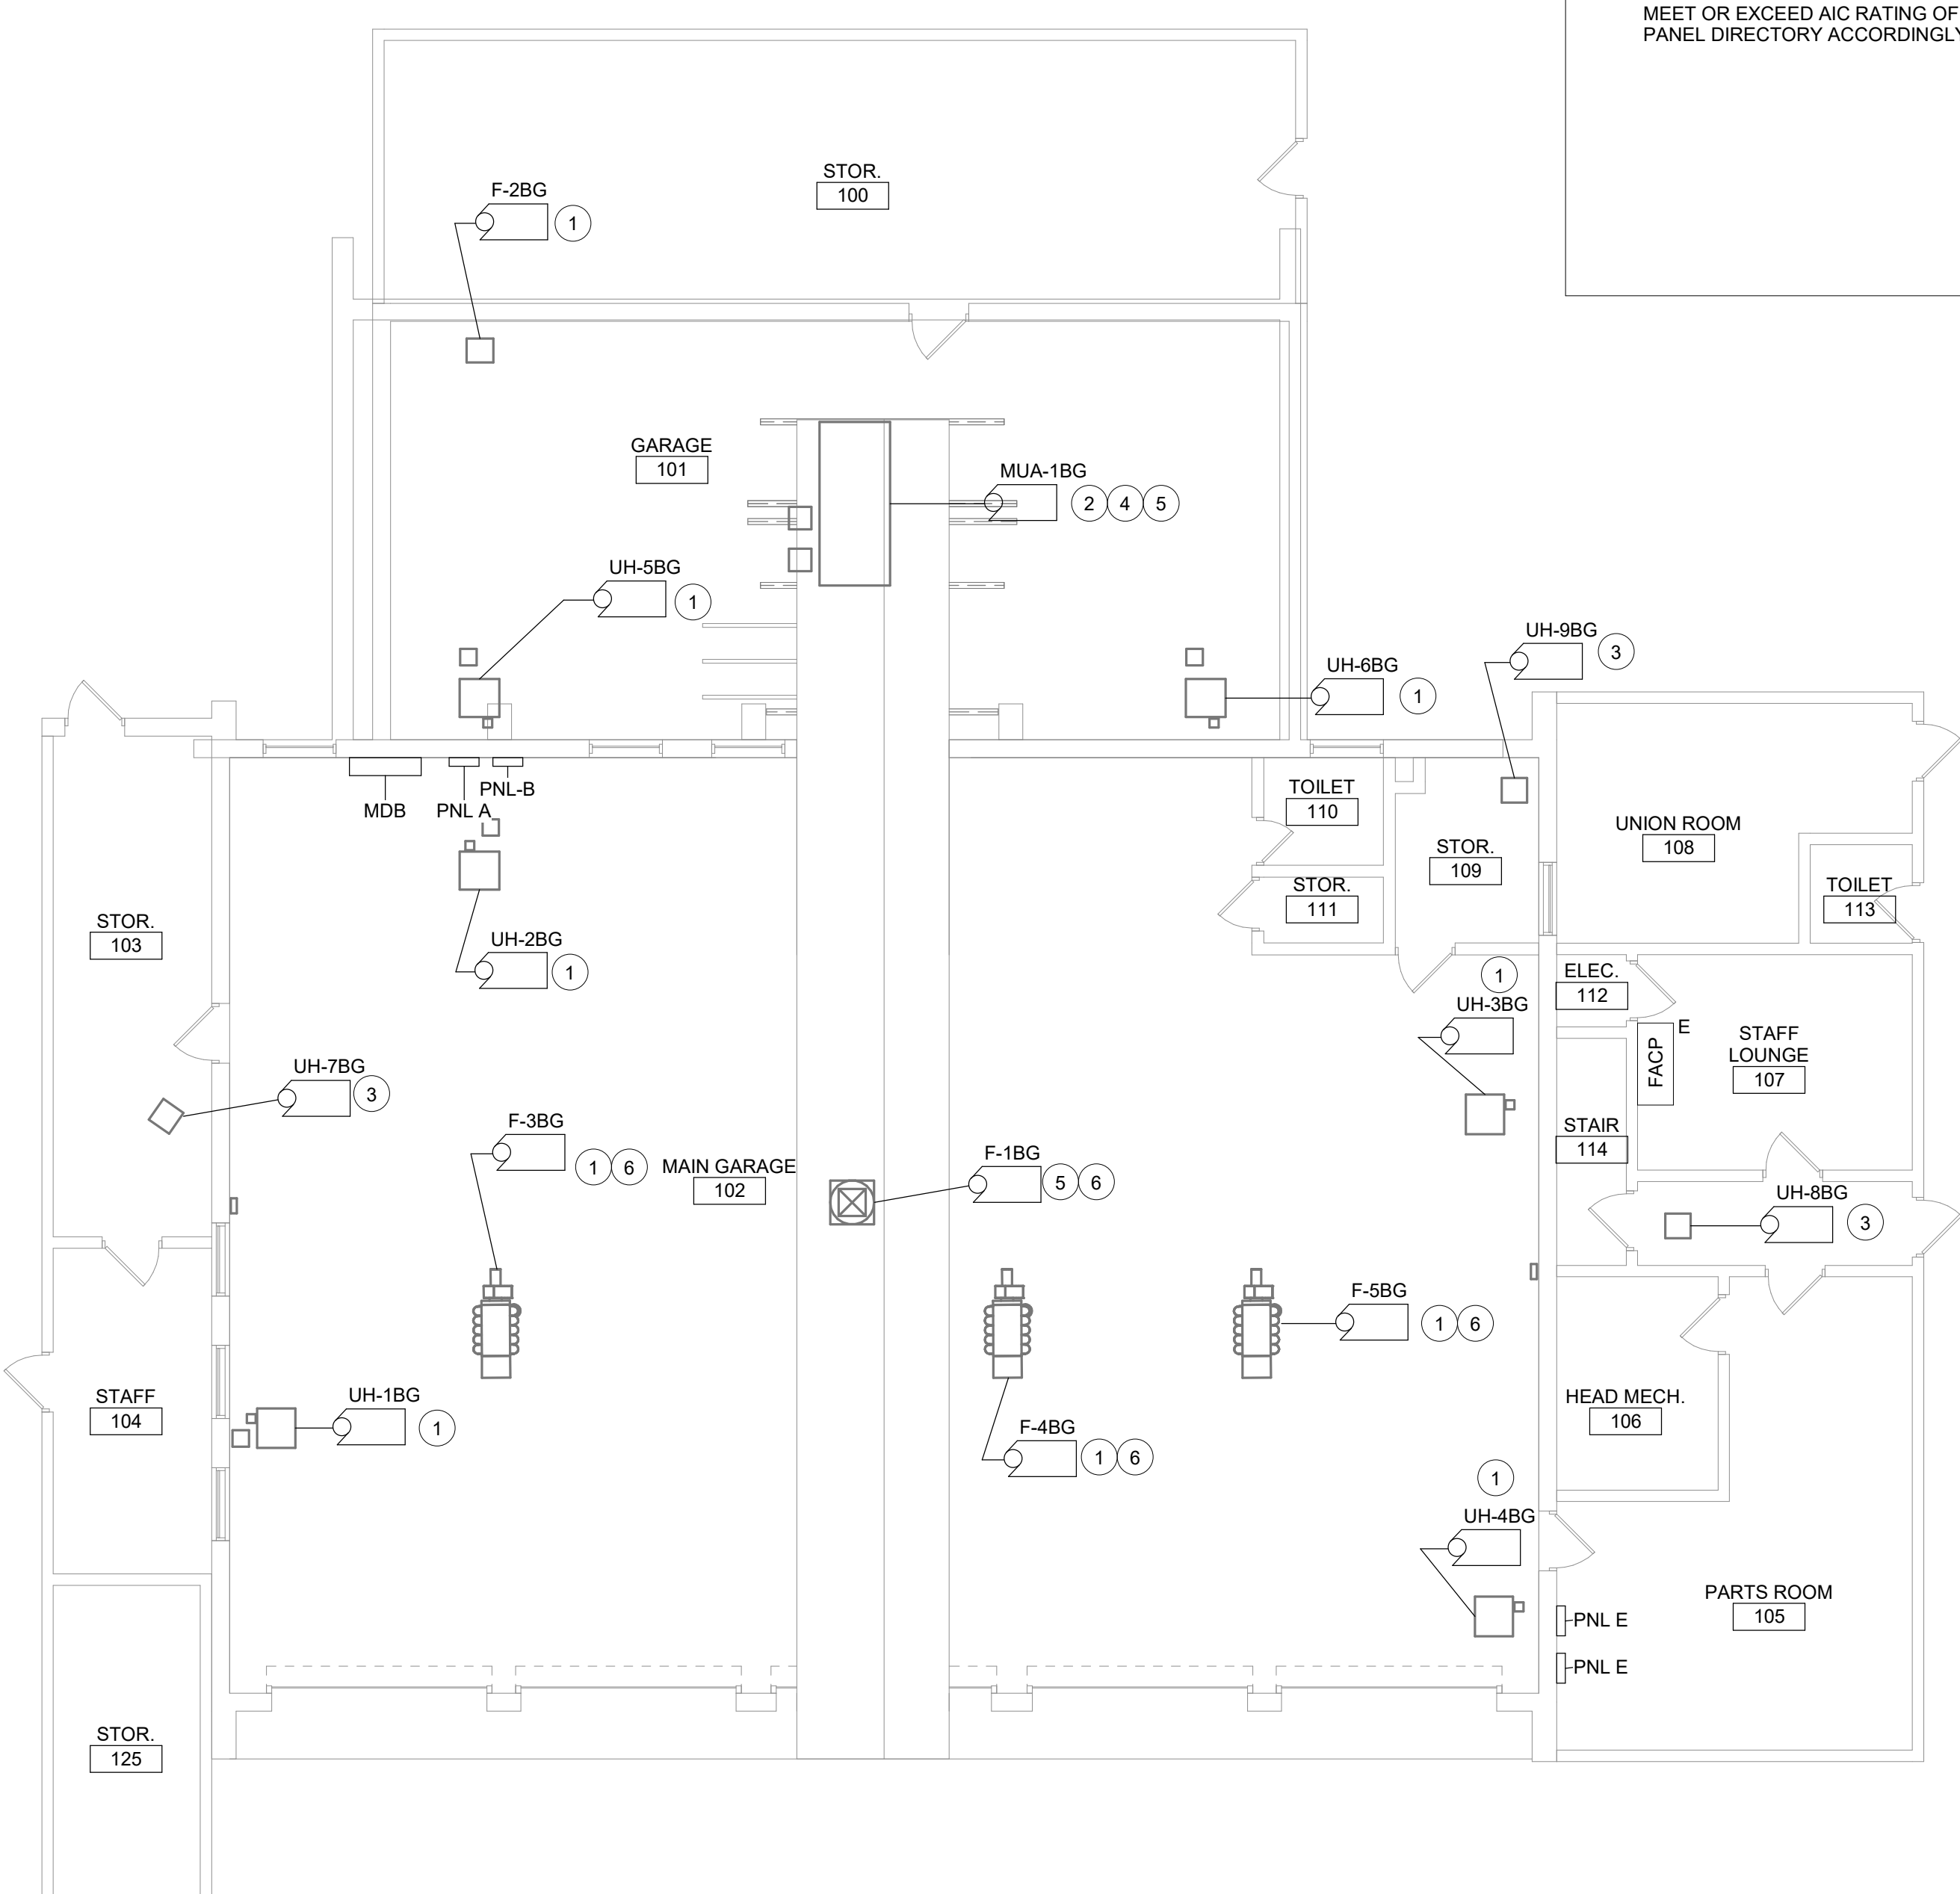 MEET OR EXCEED AIC RATING OF
PANEL DIRECTORY ACCORDINGLY
STOR.
100
F-2BG
1
GARAGE
101
MUA-1BG
2 4 5
UH-5BG
1
UH-6BG
1
UH-9BG
3
MDB
PNL A
PNL-B
TOILET
110
STOR.
109
UNION ROOM
108
STOR.
111
TOILET
113
STOR.
103
UH-2BG
1
1
UH-3BG
ELEC.
112
E
FACP
STAFF
LOUNGE
107
UH-7BG
3
F-3BG
1 6
MAIN GARAGE
102
F-1BG
5 6
STAIR
114
UH-8BG
3
F-5BG
1 6
STAFF
104
UH-1BG
1
F-4BG
1 6
HEAD MECH.
106
1
UH-4BG
PARTS ROOM
105
PNL E
PNL E
STOR.
125